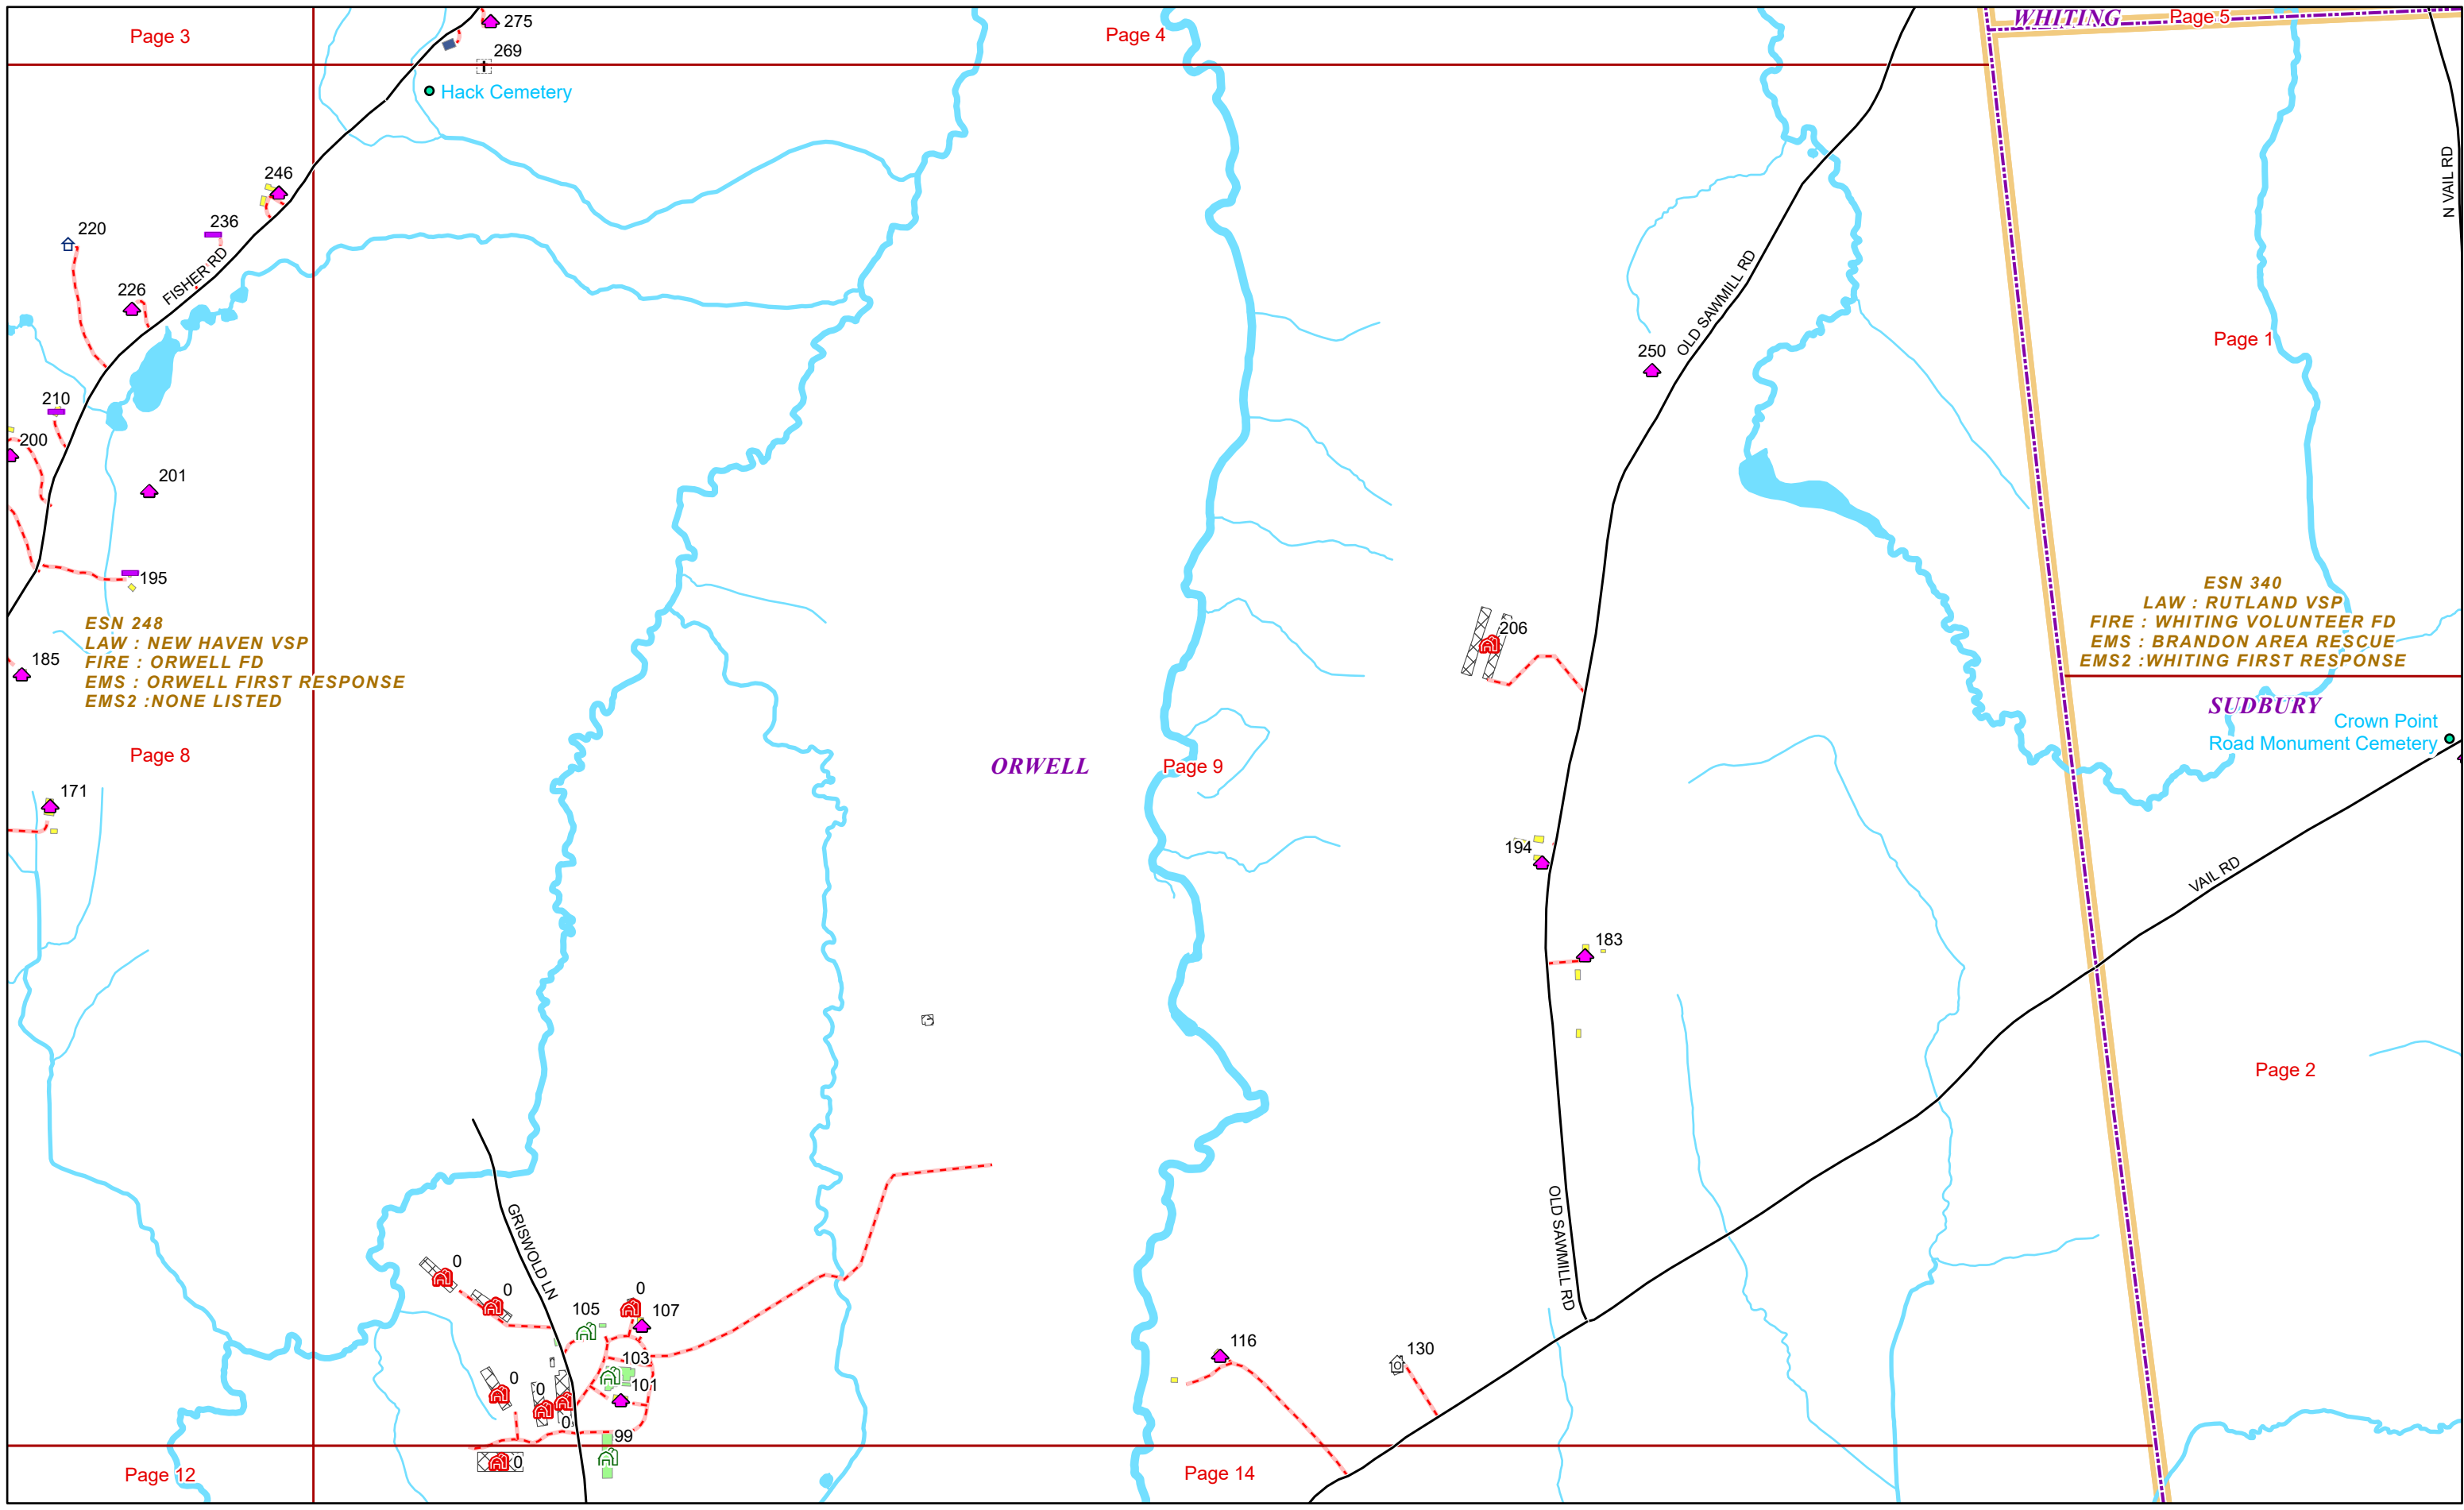 Page 3
275
269
Hack Cemetery
Page 4
WHITING
Page 5
N VAIL RD
246
236
220
226
FISHER RD
210
200
201
195
OLD SAWMILL RD
250
Page 1
ESN 248
LAW : NEW HAVEN VSP
FIRE : ORWELL FD
EMS : ORWELL FIRST RESPONSE
EMS2 :NONE LISTED
185
Page 8
171
206
ESN 340
LAW : RUTLAND VSP
FIRE : WHITING VOLUNTEER FD
EMS : BRANDON AREA RESCUE
EMS2 :WHITING FIRST RESPONSE
SUDBURY
Crown Point
Road Monument Cemetery
ORWELL
Page 9
194
183
VAIL RD
Page 2
OLD SAWMILL RD
GRISWOLD LN
0
0
0
105
107
103
101
0
0
0
99
0
116
130
Page 12
Page 14